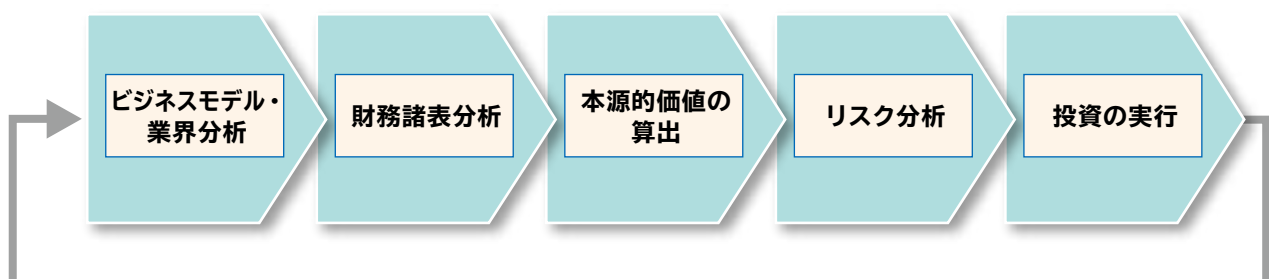 ビジネスモデル・
業界分析
財務諸表分析
本源的価値の
算出
リスク分析
投資の実行